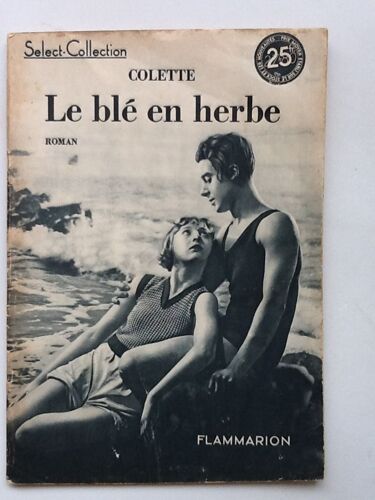 Select-Collection
COLETTE
Le blé en herbe
ROMAN
25
FLAMMARION